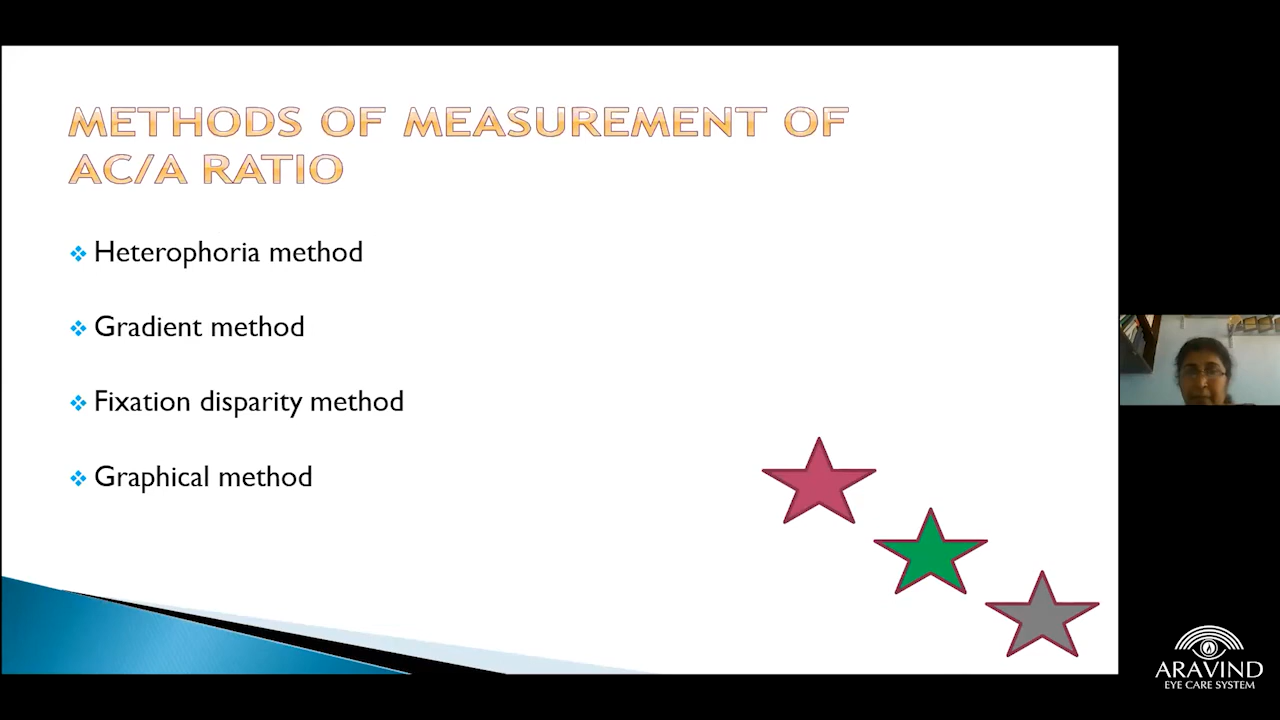 METHODS OF MEASUREMENT OF
AC/A RATIO
Heterophoria method
Gradient method
Fixation disparity method
Graphical method
ARAVIND
EYE CARE SYSTEM